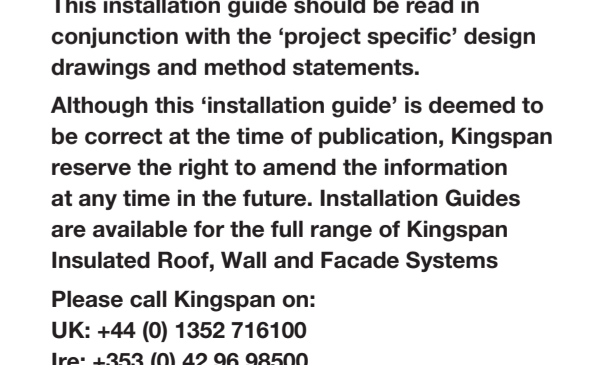 This installation guide should be read in
conjunction with the ‘project specific’ design
drawings and method statements.
Although this ‘installation guide’ is deemed to
be correct at the time of publication, Kingspan
reserve the right to amend the information
at any time in the future. Installation Guides
are available for the full range of Kingspan
Insulated Roof, Wall and Facade Systems
Please call Kingspan on:
UK: +44 (0) 1352 716100
Ire: +353 (0) 42 96 98500